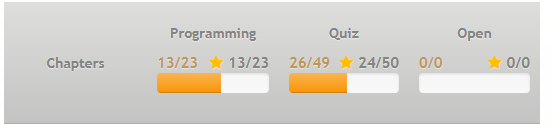 Programming Quiz Open
Chapters 13/23 13/23 26/49 24/50 0/0 0/0